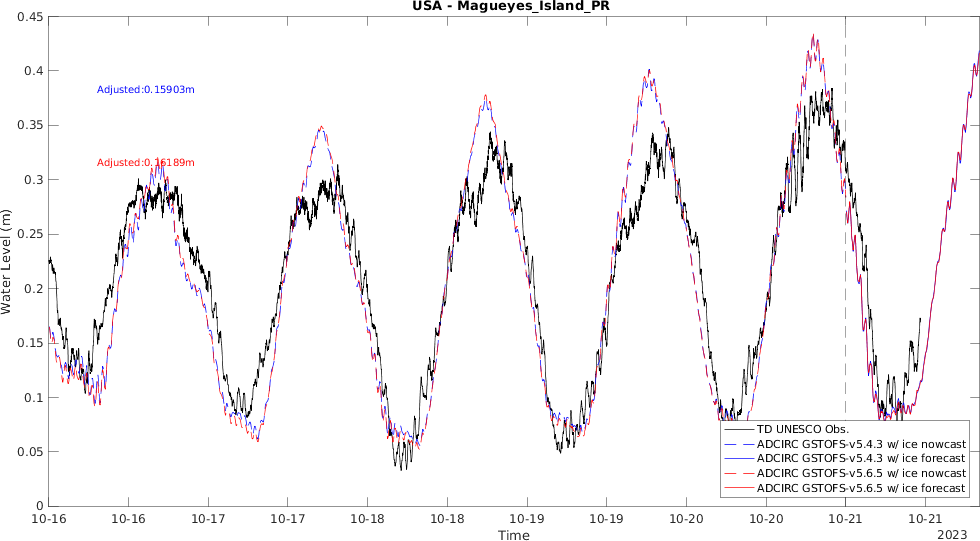 USA - Magueyes_Island_PR
0.45
0.4
0.35
0.3
0.25
0.2
0.15
0.1
0.05
0
Water Level (m)
Adjusted:0.15903m
Adjusted:0.16189m
TD UNESCO Obs.
ADCIRC GSTOFS-v5.4.3 w/ ice nowcast
ADCIRC GSTOFS-v5.4.3 w/ ice forecast
ADCIRC GSTOFS-v5.6.5 w/ ice nowcast
ADCIRC GSTOFS-v5.6.5 w/ ice forecast
10-16 10-16 10-17 10-17 10-18 10-18 10-19 10-19 10-20 10-20 10-21 10-21
Time
2023